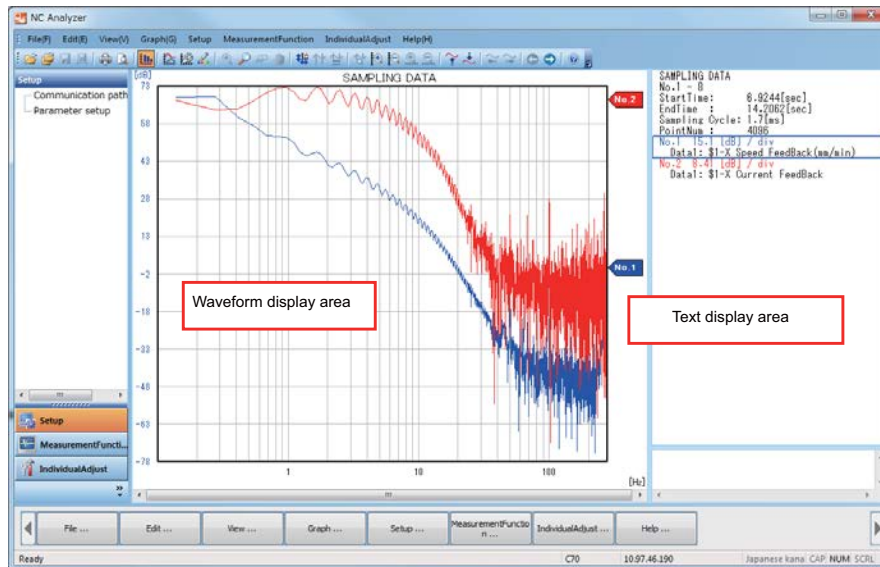 NC Analyzer
File(F) Edit(E) View(V) Graph(G) Setup MeasurementFunction IndividualAdjust Help(H)
Setup
Communication path
Parameter setup
[dB]
SAMPLING DATA
73
58
43
28
13
-2
-18
-33
-48
-63
-78
1
10
100
[Hz]
No.2
No.1
Waveform display area
Text display area
SAMPLING DATA
No.1 - 8
StartTime: 6.9244[sec]
EndTime : 14.2062[sec]
Sampling Cycle: 1.7[ms]
PointNum : 4096
No.1 15.1 [dB] / div
Data1: $1-X Speed FeedBack(mm/min)
No.2 8.41 [dB] / div
Data1: $1-X Current FeedBack
Setup
MeasurementFuncti...
IndividualAdjust
File ...
Edit ...
View ...
Graph ...
Setup ...
MeasurementFunctio
n ...
IndividualAdjust ...
Help ...
Ready
C70
10.97.46.190
Japanese kana
CAP
NUM
SCRL